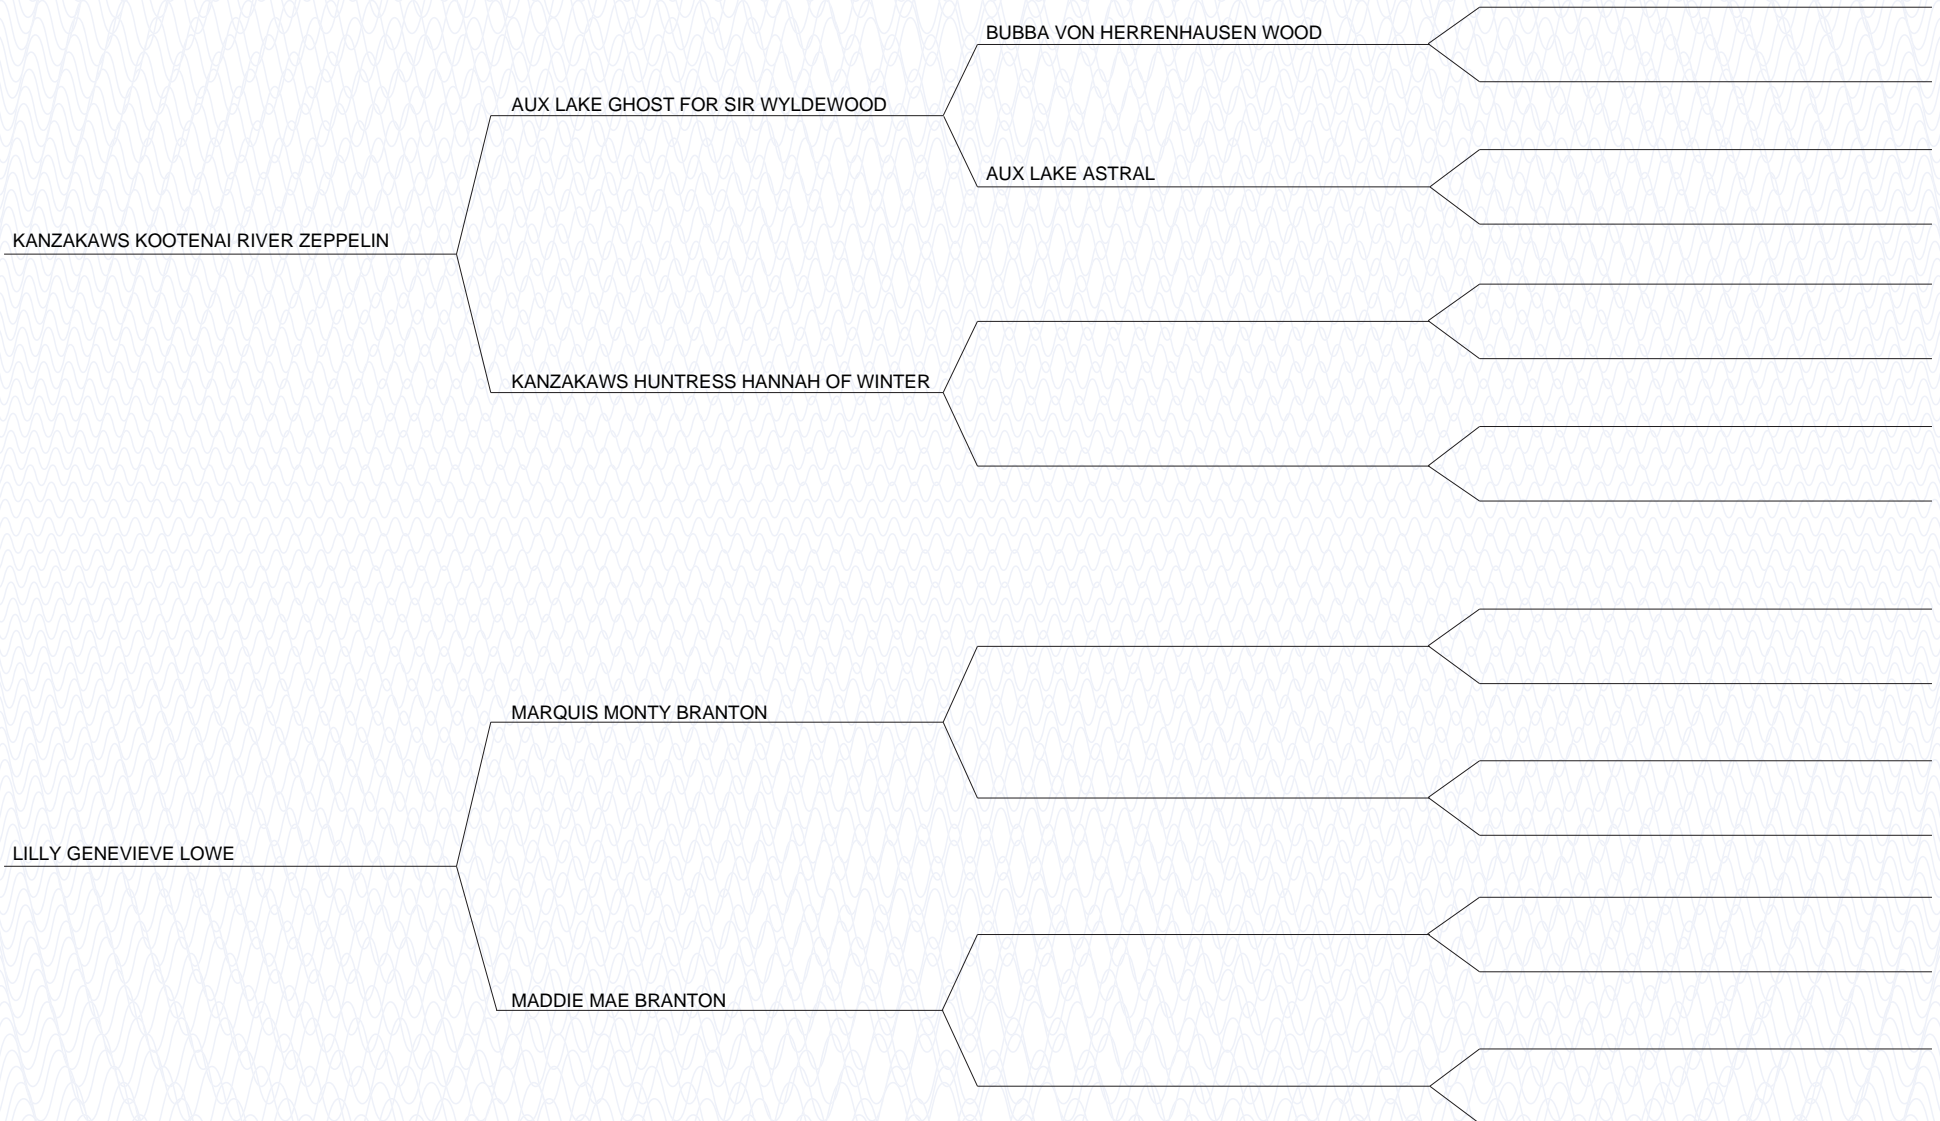 BUBBA VON HERRENHAUSEN WOOD
AUX LAKE GHOST FOR SIR WYLDEWOOD
AUX LAKE ASTRAL
KANZAKAWS KOOTENAI RIVER ZEPPELIN
KANZAKAWS HUNTRESS HANNAH OF WINTER
MARQUIS MONTY BRANTON
LILLY GENEVIEVE LOWE
MADDIE MAE BRANTON